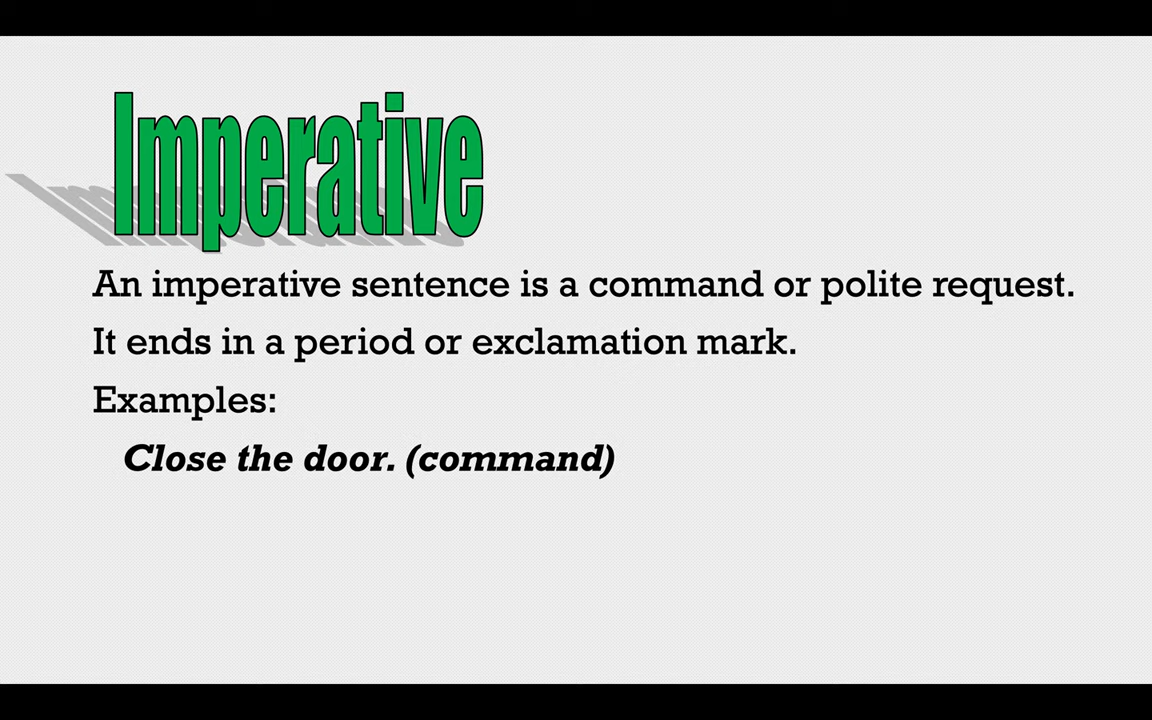 Imperative
An imperative sentence is a command or polite request.
It ends in a period or exclamation mark.
Examples:
Close the door. (command)